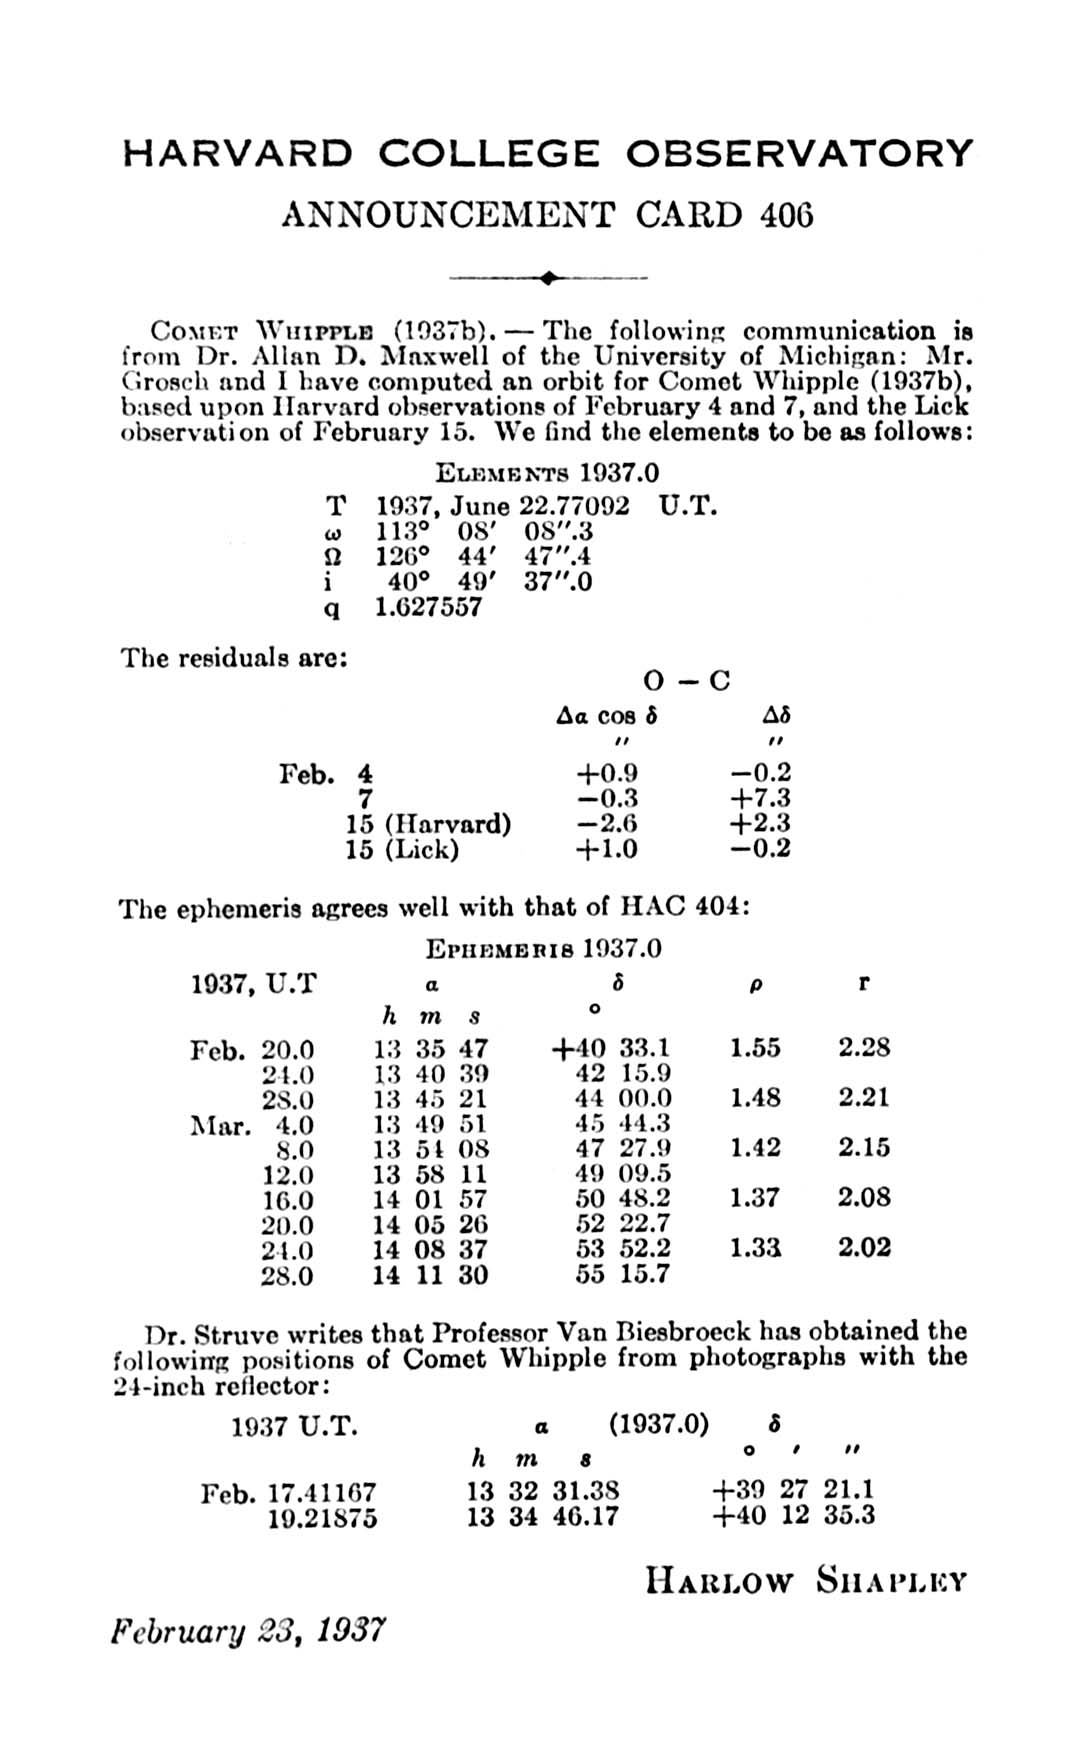 HARVARD COLLEGE OBSERVATORY
ANNOUNCEMENT CARD 406
COMET WHIPPLE (1937b). — The following communication is
from Dr. Allan D. Maxwell of the University of Michigan: Mr.
Grosch and I have computed an orbit for Comet Whipple (1937b),
based upon Harvard observations of February 4 and 7, and the Lick
observation of February 15. We find the elements to be as follows:
ELEMENTS 1937.0
T 1937, June 22.77092 U.T.
ω 113° 08′ 08″.3
Ω 126° 44′ 47″.4
i 40° 49′ 37″.0
q 1.627557
The residuals are:
O – C
Δα cos δ Δδ
″ ″
Feb. 4 +0.9 −0.2
7 −0.3 +7.3
15 (Harvard) −2.6 +2.3
15 (Lick) +1.0 −0.2
The ephemeris agrees well with that of HAC 404:
EPHEMERIS 1937.0
1937, U.T α δ ρ r
h m s °
Feb. 20.0 13 35 47 +40 33.1 1.55 2.28
24.0 13 40 39 42 15.9
28.0 13 45 21 44 00.0 1.48 2.21
Mar. 4.0 13 49 51 45 44.3
8.0 13 54 08 47 27.9 1.42 2.15
12.0 13 58 11 49 09.5
16.0 14 01 57 50 48.2 1.37 2.08
20.0 14 05 26 52 22.7
24.0 14 08 37 53 52.2 1.33 2.02
28.0 14 11 30 55 15.7
Dr. Struve writes that Professor Van Biesbroeck has obtained the
following positions of Comet Whipple from photographs with the
24-inch reflector:
1937 U.T. α (1937.0) δ
h m s ° ′ ″
Feb. 17.41167 13 32 31.38 +39 27 21.1
19.21875 13 34 46.17 +40 12 35.3
HARLOW SHAPLEY
February 23, 1937